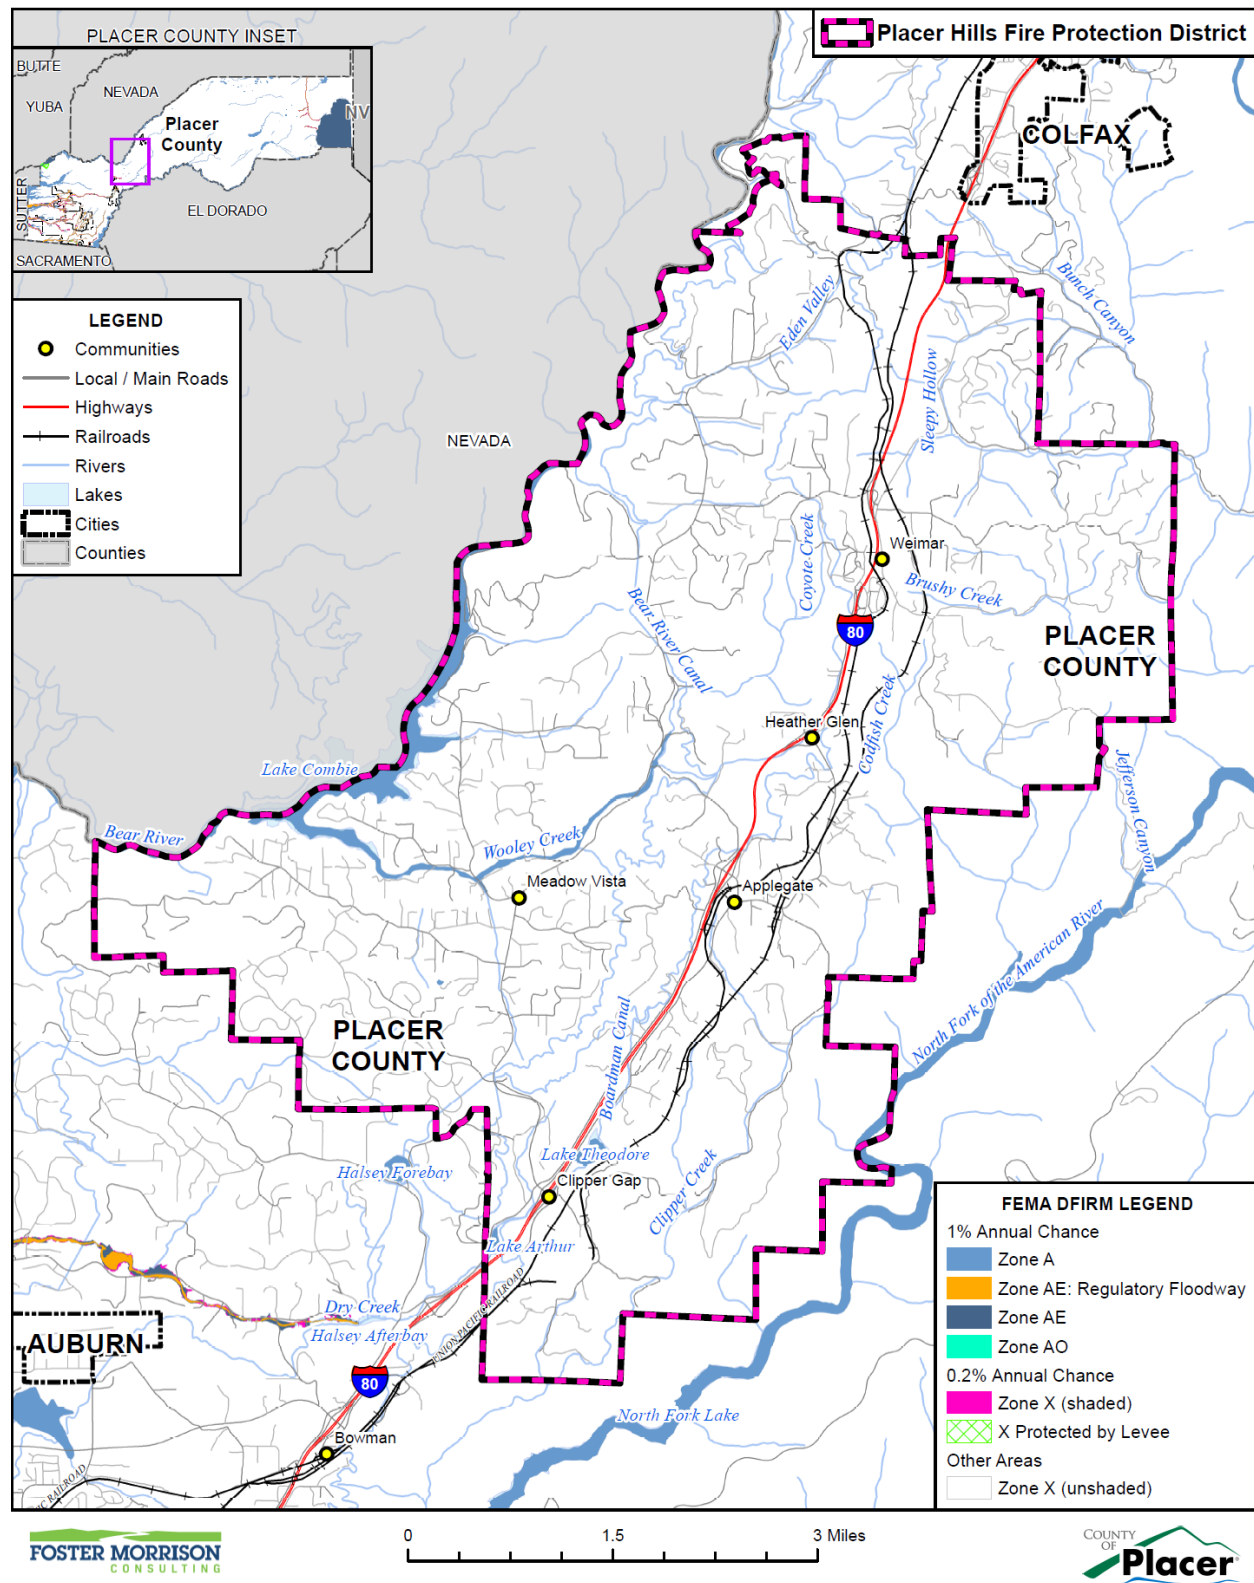 Placer Hills Fire Protection District
PLACER COUNTY INSET
BUTTE
YUBA
NEVADA
Placer
County
NV
SUTTER
EL DORADO
SACRAMENTO
LEGEND
Communities
Local / Main Roads
Highways
Railroads
Rivers
Lakes
Cities
Counties
COLFAX
Bunch Canyon
Eden Valley
Sleepy Hollow
NEVADA
Weimar
Coyote Creek
Brushy Creek
Bear River Canal
80
PLACER
COUNTY
Codfish Creek
Heather Glen
Jefferson Canyon
Lake Combie
Bear River
Wooley Creek
Meadow Vista
Applegate
North Fork of the American River
PLACER
COUNTY
Boardman Canal
Lake Theodore
Halsey Forebay
Clipper Gap
Clipper Creek
Lake Arthur
UNION PACIFIC RAILROAD
Dry Creek
Halsey Afterbay
AUBURN
80
North Fork Lake
Bowman
IC RAILROAD
FEMA DFIRM LEGEND
1% Annual Chance
Zone A
Zone AE: Regulatory Floodway
Zone AE
Zone AO
0.2% Annual Chance
Zone X (shaded)
X Protected by Levee
Other Areas
Zone X (unshaded)
FOSTER MORRISON
CONSULTING
0 1.5 3 Miles
COUNTY
OF
Placer